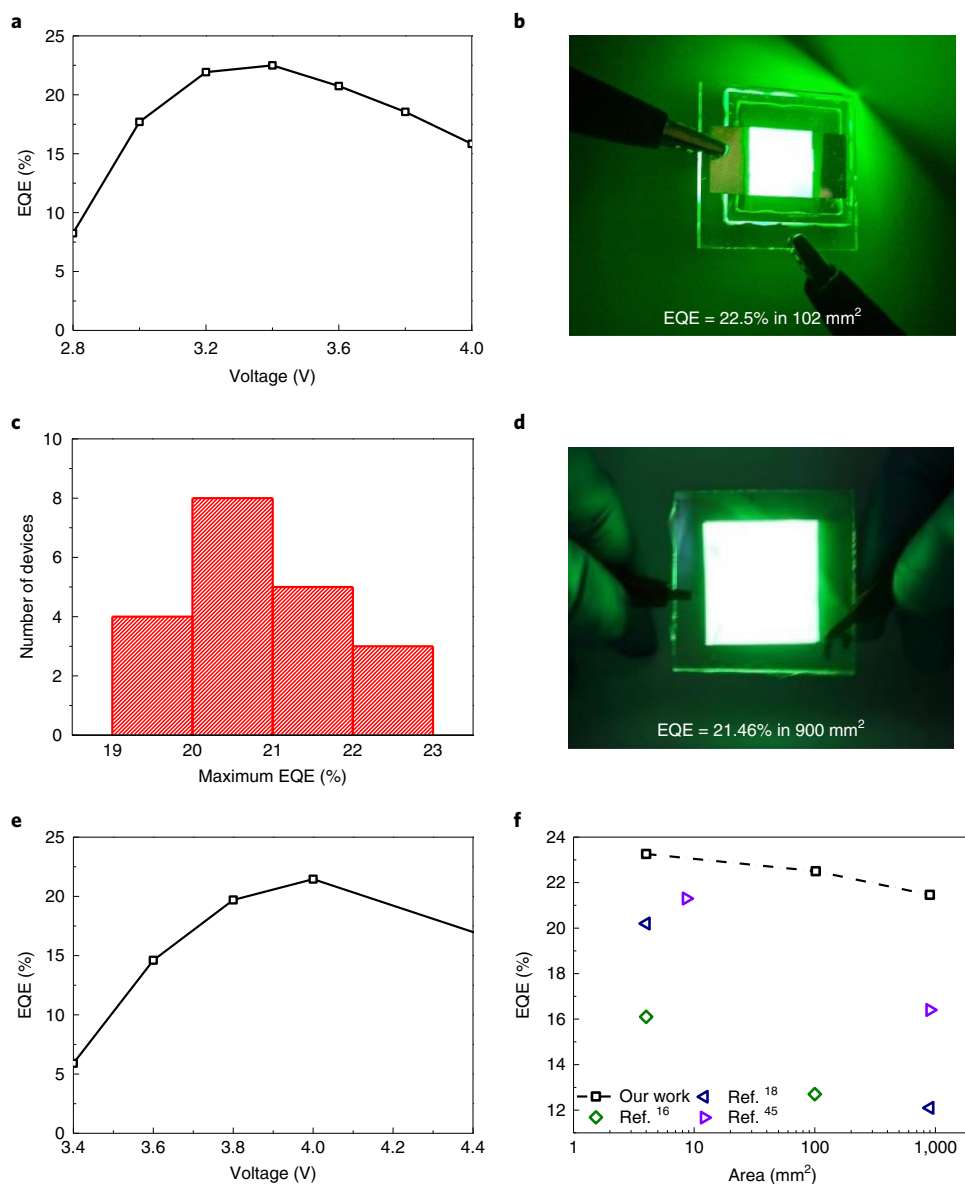 a
25
20
15
10
5
0
EQE (%)
2.8
3.2
3.6
4.0
Voltage (V)
b
EQE = 22.5% in 102 mm²
c
10
8
6
4
2
0
Number of devices
19
20
21
22
23
Maximum EQE (%)
d
EQE = 21.46% in 900 mm²
e
25
20
15
10
5
0
EQE (%)
3.4
3.6
3.8
4.0
4.2
4.4
Voltage (V)
f
24
22
20
18
16
14
12
EQE (%)
Our work
Ref. ¹⁸
Ref. ¹⁶
Ref. ⁴⁵
1
10
100
1,000
Area (mm²)